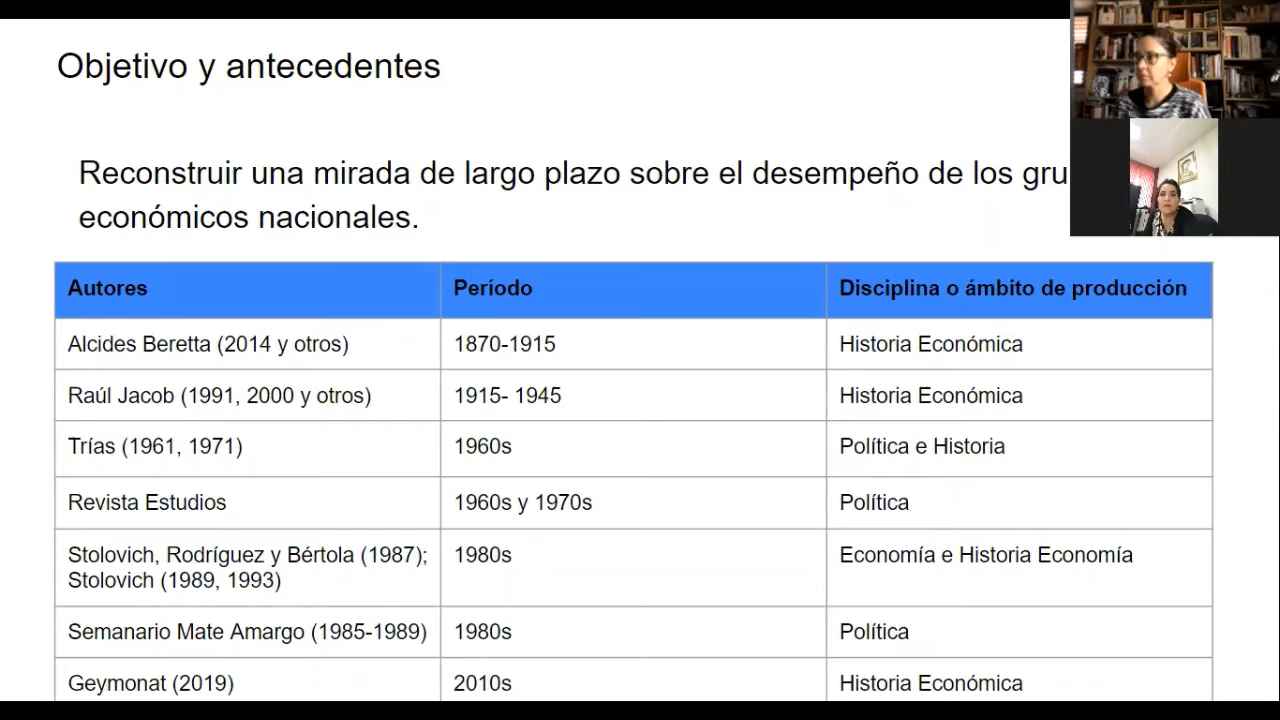 Objetivo y antecedentes
Reconstruir una mirada de largo plazo sobre el desempeño de los gru
económicos nacionales.
Autores Período Disciplina o ámbito de producción
Alcides Beretta (2014 y otros) 1870-1915 Historia Económica
Raúl Jacob (1991, 2000 y otros) 1915- 1945 Historia Económica
Trías (1961, 1971) 1960s Política e Historia
Revista Estudios 1960s y 1970s Política
Stolovich, Rodríguez y Bértola (1987); 1980s Economía e Historia Economía
Stolovich (1989, 1993)
Semanario Mate Amargo (1985-1989) 1980s Política
Geymonat (2019) 2010s Historia Económica